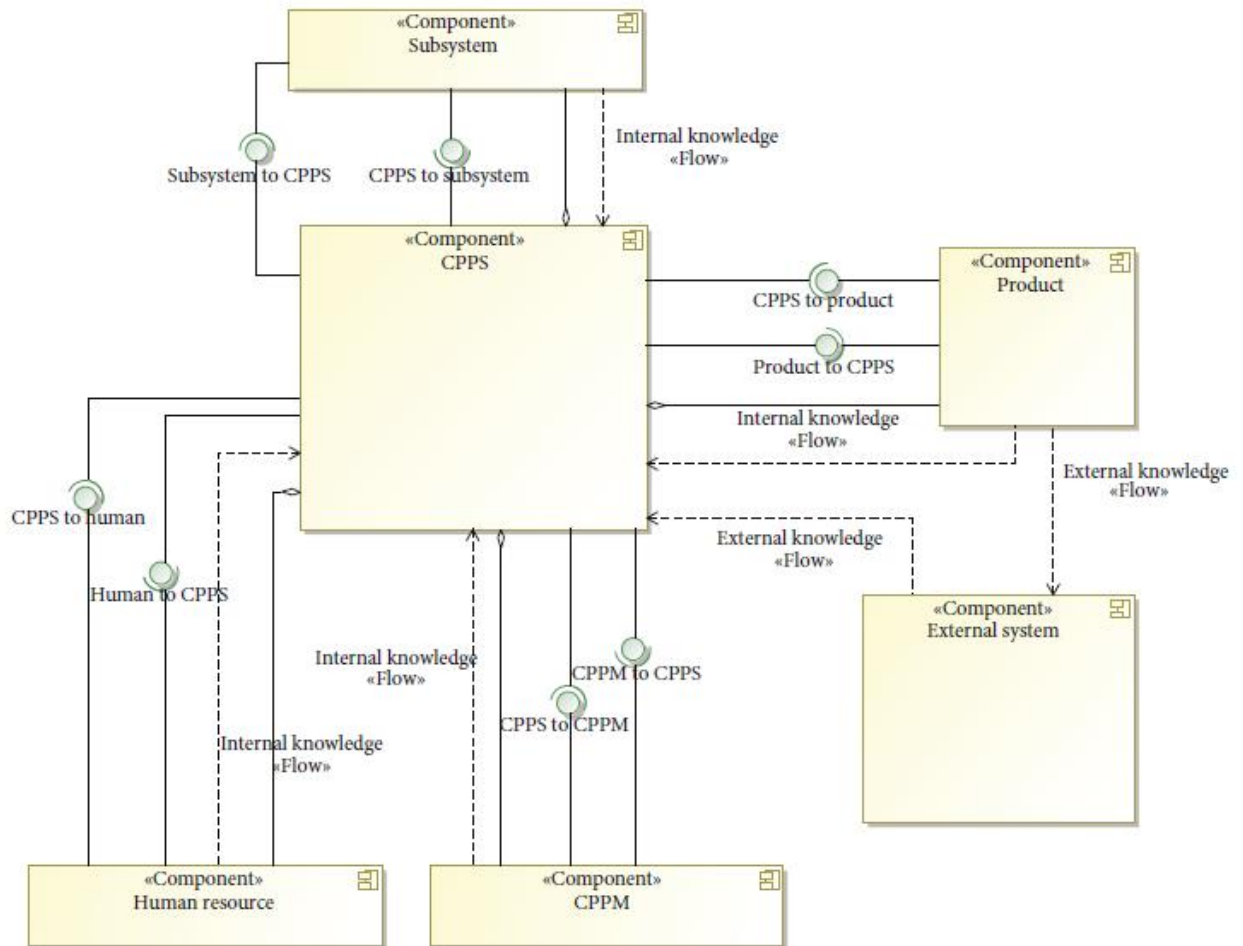 «Component»
Subsystem
Internal knowledge
«Flow»
Subsystem to CPPS
CPPS to subsystem
«Component»
CPPS
«Component»
Product
CPPS to product
Product to CPPS
Internal knowledge
«Flow»
External knowledge
«Flow»
CPPS to human
External knowledge
«Flow»
Human to CPPS
«Component»
External system
Internal knowledge
«Flow»
CPPM to CPPS
CPPS to CPPM
Internal knowledge
«Flow»
«Component»
Human resource
«Component»
CPPM